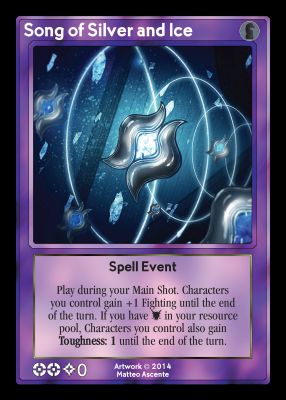 Song of Silver and Ice
Spell Event
Play during your Main Shot. Characters
you control gain +1 Fighting until the end
of the turn. If you have in your resource
pool, Characters you control also gain
Toughness: 1 until the end of the turn.
0
Artwork © 2014
Matteo Ascente